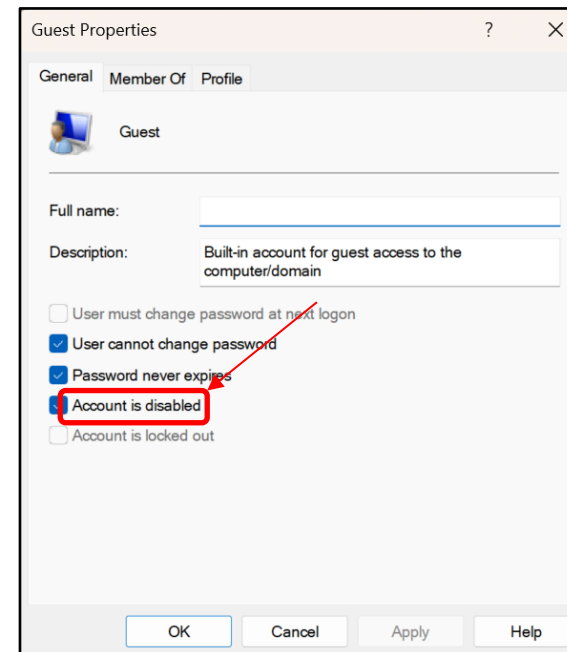 Guest Properties ?
General Member Of Profile
Guest
Full name:
Description: Built-in account for guest access to the
computer/domain
User must change password at next logon
User cannot change password
Password never expires
Account is disabled
Account is locked out
OK Cancel Apply Help